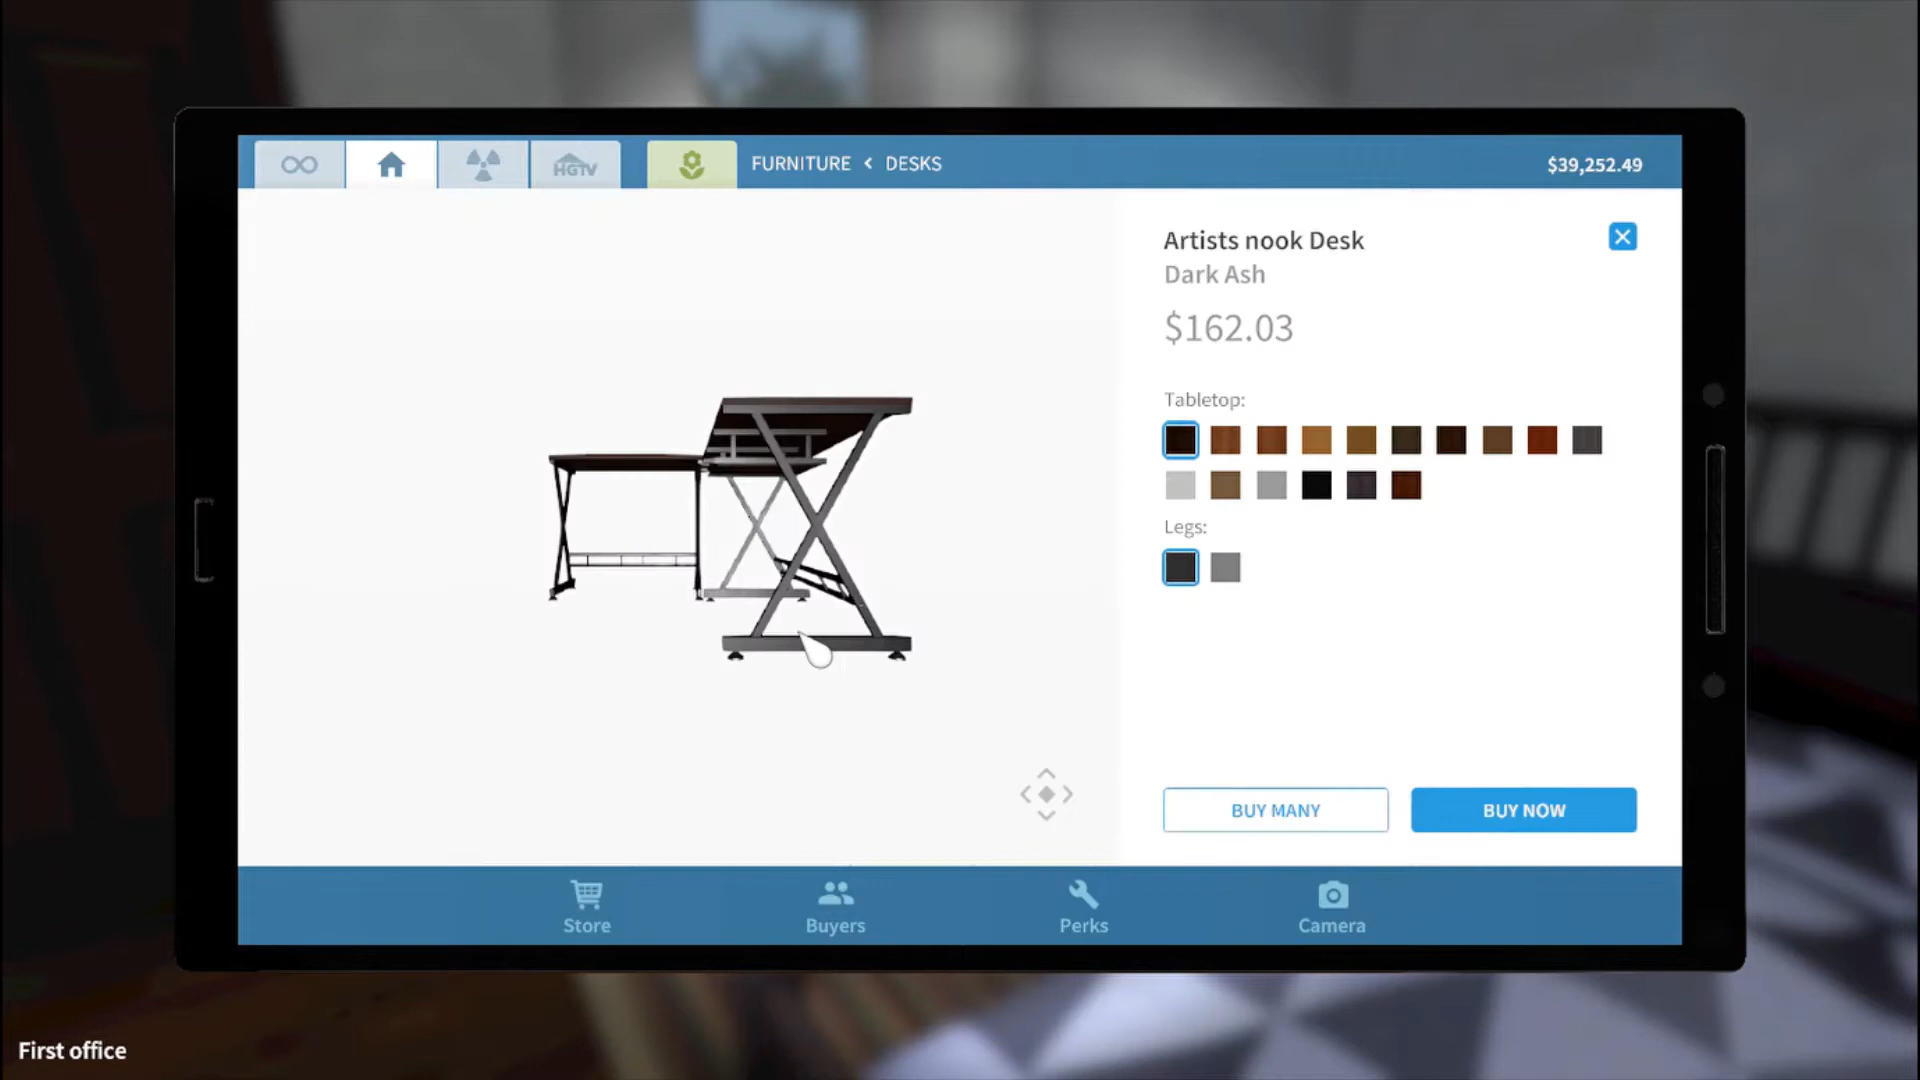 HGTV
FURNITURE < DESKS
$39,252.49
Artists nook Desk
Dark Ash
$162.03
Tabletop:
Legs:
BUY MANY
BUY NOW
Store
Buyers
Perks
Camera
First office